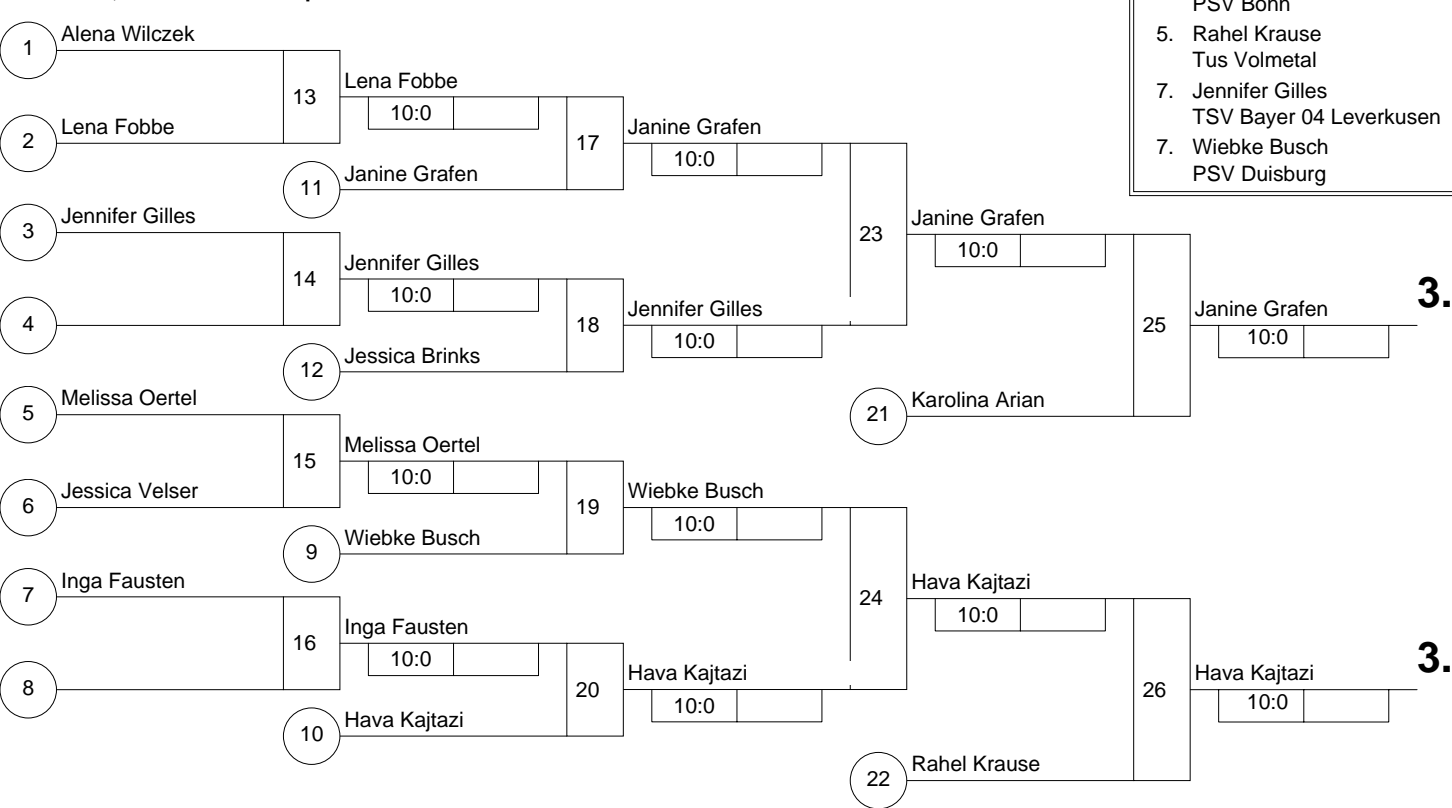 PSV Bonn
5. Rahel Krause
Tus Volmetal
7. Jennifer Gilles
TSV Bayer 04 Leverkusen
7. Wiebke Busch
PSV Duisburg
1 Alena Wilczek
13
Lena Fobbe
10:0
2 Lena Fobbe
17
Janine Grafen
10:0
11 Janine Grafen
3 Jennifer Gilles
23
Janine Grafen
10:0
14
Jennifer Gilles
10:0
4
18
Jennifer Gilles
10:0
25
Janine Grafen
10:0
3.
12 Jessica Brinks
5 Melissa Oertel
21 Karolina Arian
15
Melissa Oertel
10:0
6 Jessica Velser
19
Wiebke Busch
10:0
9 Wiebke Busch
7 Inga Fausten
24
Hava Kajtazi
10:0
16
Inga Fausten
10:0
8
20
Hava Kajtazi
10:0
26
Hava Kajtazi
10:0
3.
10 Hava Kajtazi
22 Rahel Krause